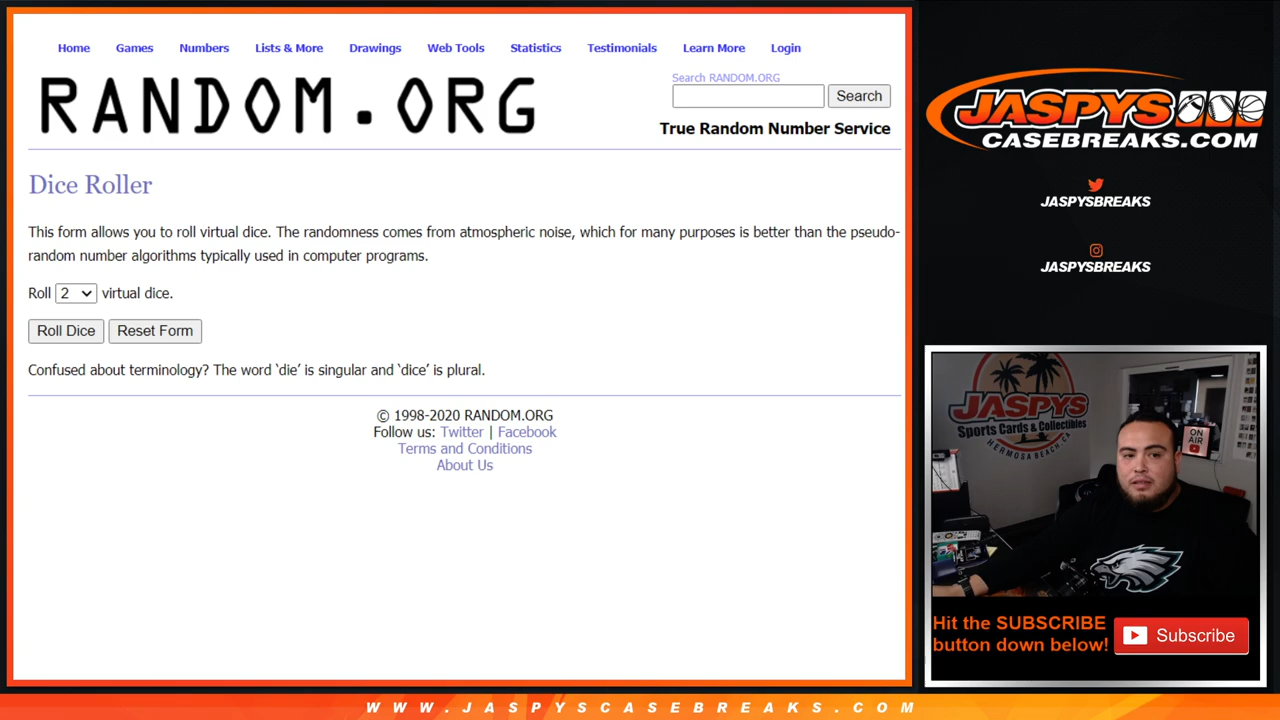 Home Games Numbers Lists & More Drawings Web Tools Statistics Testimonials Learn More Login
RANDOM.ORG
Search RANDOM.ORG
Search
True Random Number Service
Dice Roller
This form allows you to roll virtual dice. The randomness comes from atmospheric noise, which for many purposes is better than the pseudo-
random number algorithms typically used in computer programs.
Roll 2 virtual dice.
Roll Dice Reset Form
Confused about terminology? The word ‘die’ is singular and ‘dice’ is plural.
© 1998-2020 RANDOM.ORG
Follow us: Twitter | Facebook
Terms and Conditions
About Us
JASPYS
CASEBREAKS.COM
JASPYSBREAKS
JASPYSBREAKS
JASPYS
Sports Cards & Collectibles
HERMOSA BEACH, CA
ON
AIR
Hit the SUBSCRIBE
button down below!
Subscribe
WWW.JASPYSCASEBREAKS.COM